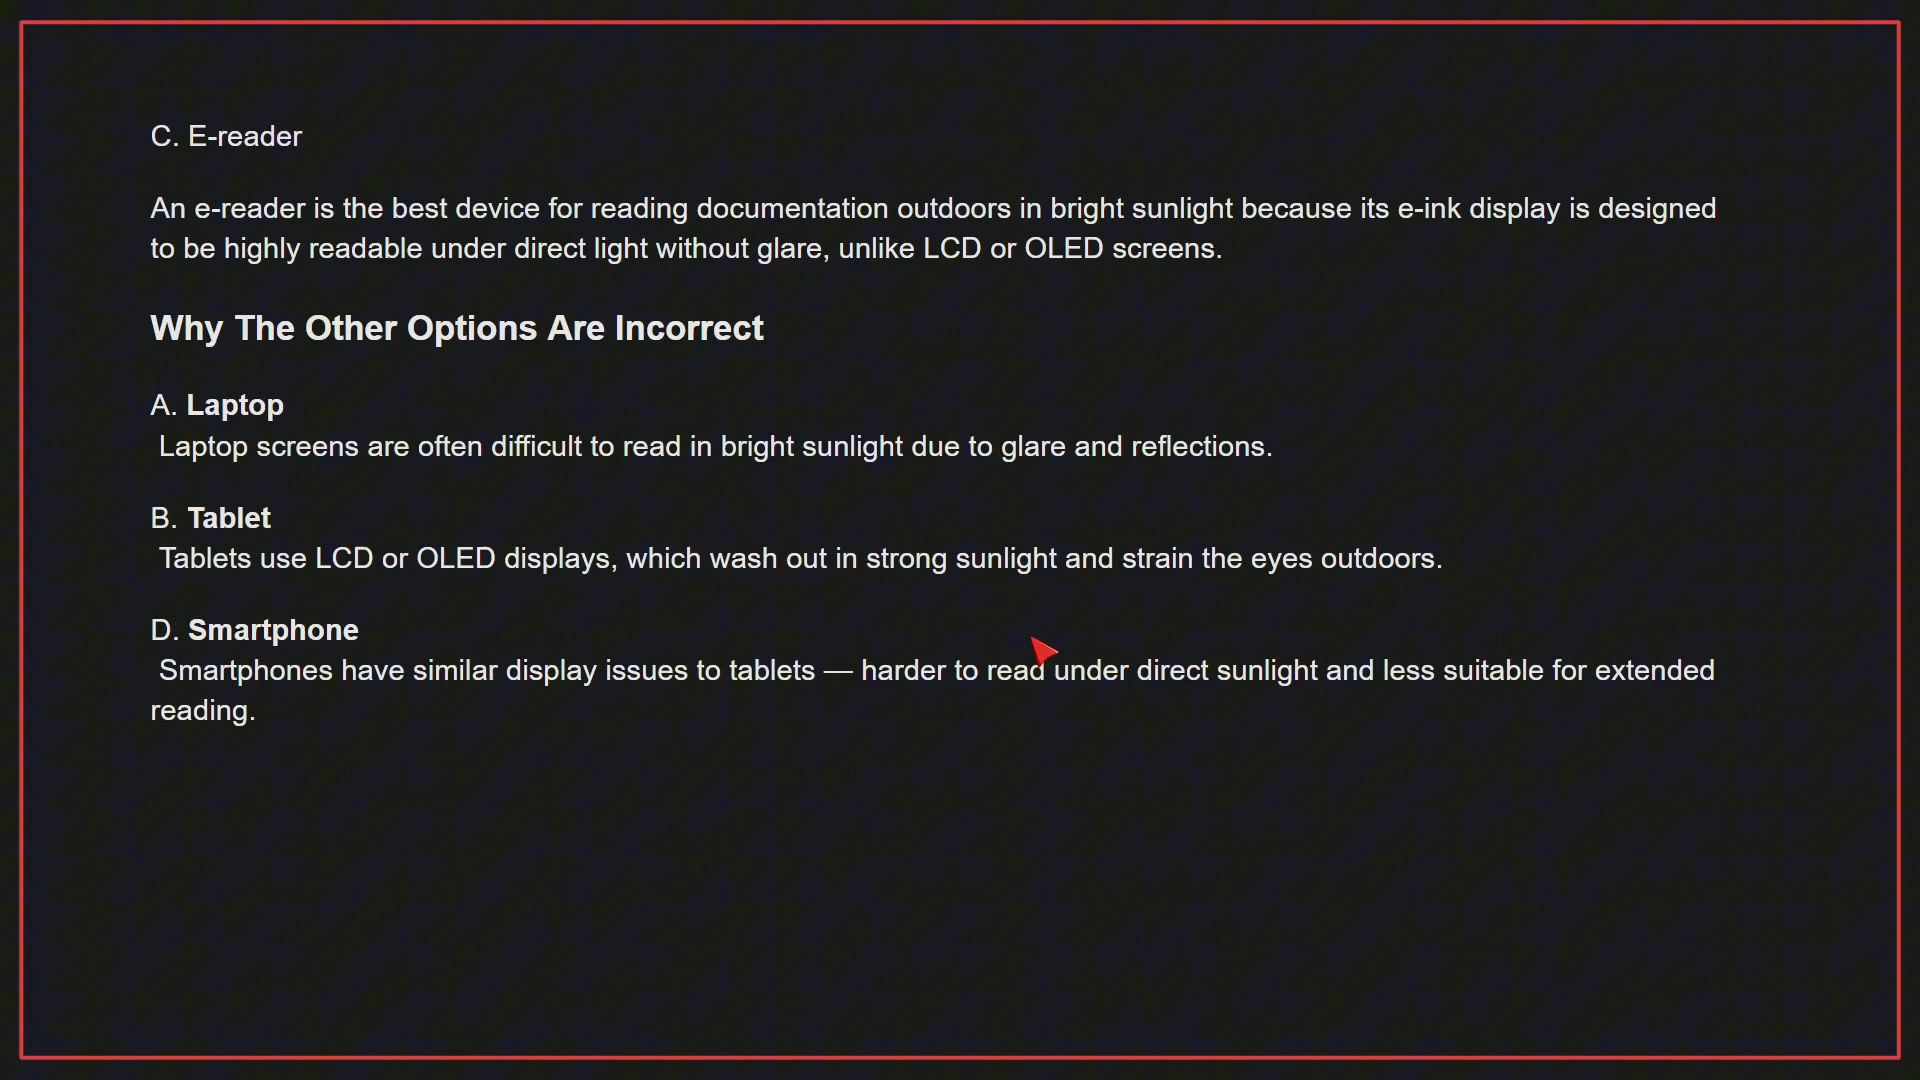 C. E-reader
An e-reader is the best device for reading documentation outdoors in bright sunlight because its e-ink display is designed
to be highly readable under direct light without glare, unlike LCD or OLED screens.
Why The Other Options Are Incorrect
A. Laptop
Laptop screens are often difficult to read in bright sunlight due to glare and reflections.
B. Tablet
Tablets use LCD or OLED displays, which wash out in strong sunlight and strain the eyes outdoors.
D. Smartphone
Smartphones have similar display issues to tablets — harder to read under direct sunlight and less suitable for extended
reading.